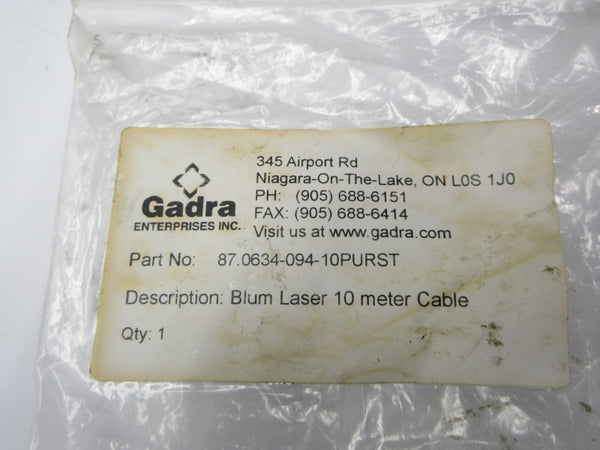 345 Airport Rd
Niagara-On-The-Lake, ON L0S 1J0
PH: (905) 688-6151
FAX: (905) 688-6414
Visit us at www.gadra.com
Gadra
ENTERPRISES INC.
Part No: 87.0634-094-10PURST
Description: Blum Laser 10 meter Cable
Qty: 1